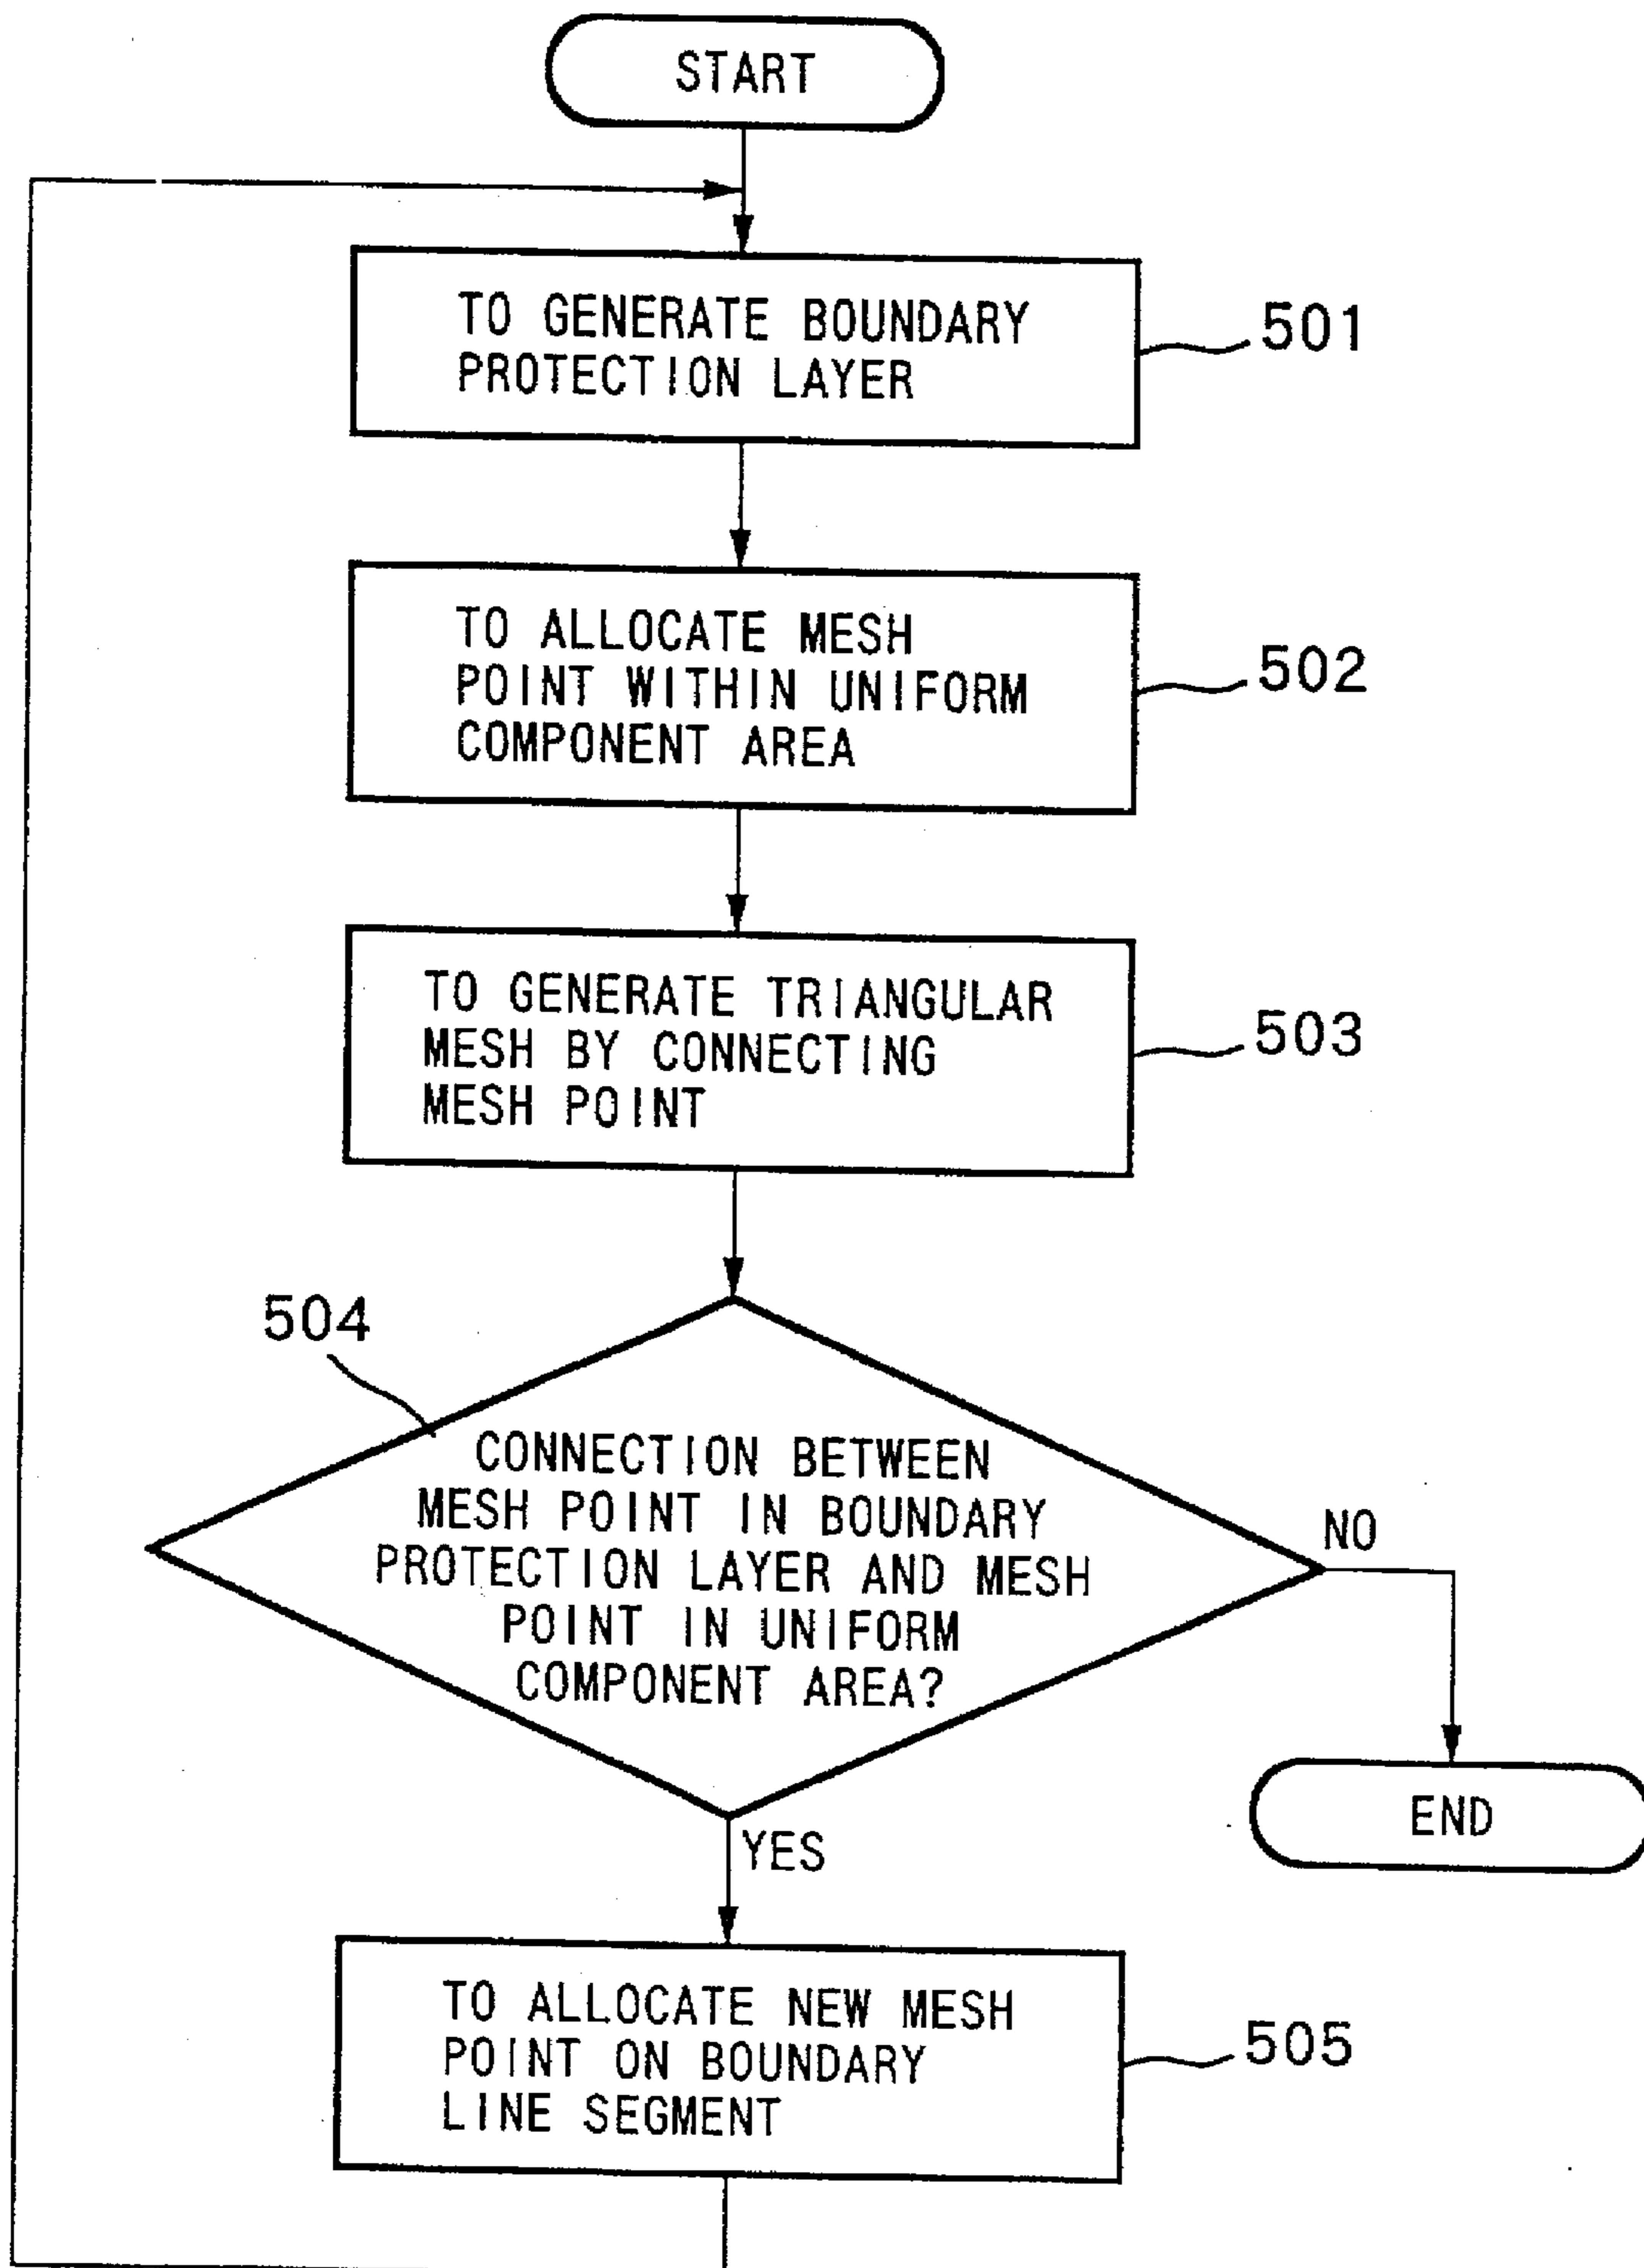 START
TO GENERATE BOUNDARY
PROTECTION LAYER
501
TO ALLOCATE MESH
POINT WITHIN UNIFORM
COMPONENT AREA
502
TO GENERATE TRIANGULAR
MESH BY CONNECTING
MESH POINT
503
504
CONNECTION BETWEEN
MESH POINT IN BOUNDARY
PROTECTION LAYER AND MESH
POINT IN UNIFORM
COMPONENT AREA?
NO
END
YES
TO ALLOCATE NEW MESH
POINT ON BOUNDARY
LINE SEGMENT
505